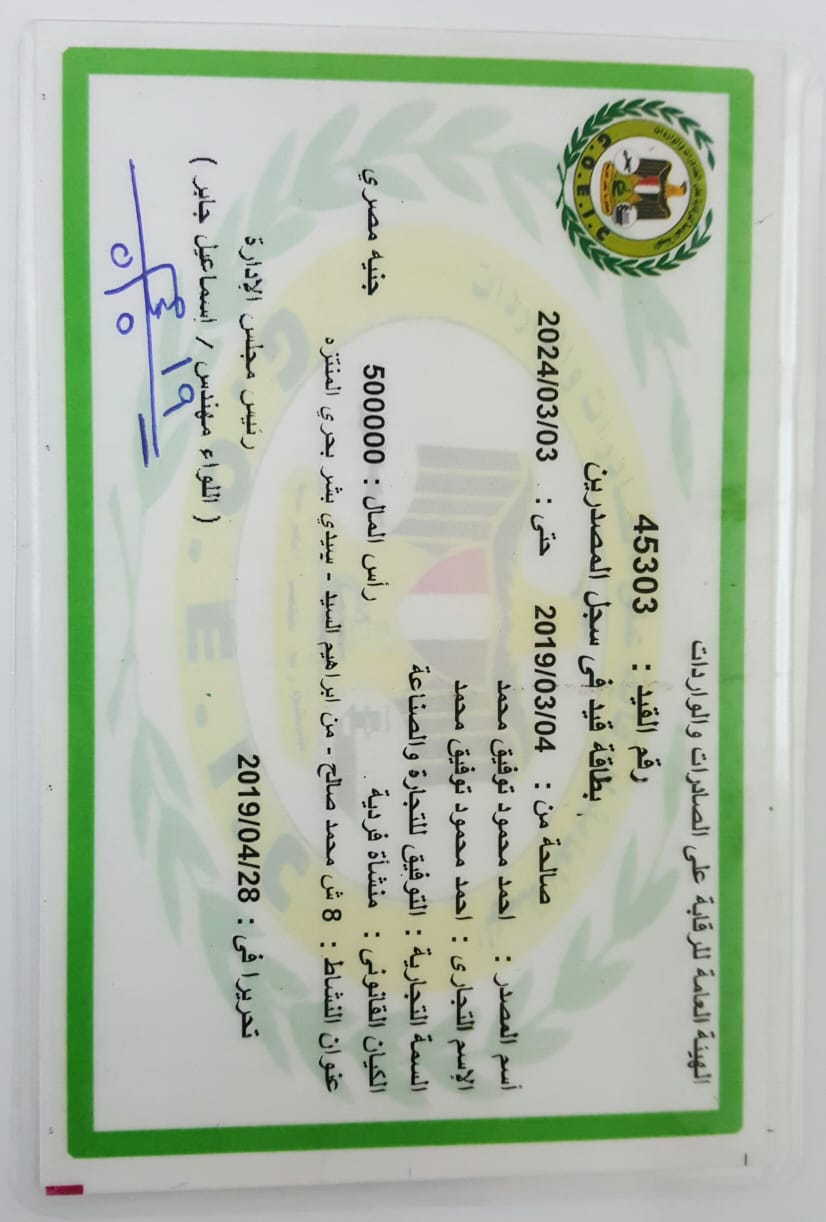 الهيئة العامة للرقابة على الصادرات والواردات
رقم القيد : 45303
بطاقة قيد فى سجل المصدرين
صالحة من : 2019/03/04 حتى : 2024/03/03
أسم المصدر : احمد محمود توفيق محمد
الإسم التجارى : احمد محمود توفيق محمد
السمة التجارية : التوفيق للتجارة والصناعة
الكيان القانونى : منشأة فردية رأس المال : 500000 جنيه مصري
عنوان النشاط : 8 ش محمد صالح - من ابراهيم السيد - سيدي بشر بحري المنتزه
تحريرا فى : 2019/04/28
رئيس مجلس الإدارة
( اللواء مهندس / إسماعيل جابر )
G.O.E.I.C